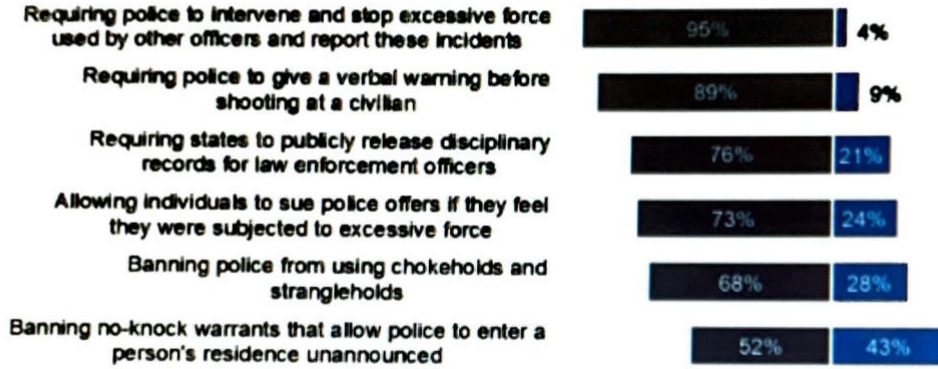 Requiring police to intervene and stop excessive force
used by other officers and report these incidents
95%
4%
Requiring police to give a verbal warning before
shooting at a civilian
89%
9%
Requiring states to publicly release disciplinary
records for law enforcement officers
76%
21%
Allowing individuals to sue police offers if they feel
they were subjected to excessive force
73%
24%
Banning police from using chokeholds and
strangleholds
68%
28%
Banning no-knock warrants that allow police to enter a
person's residence unannounced
52%
43%